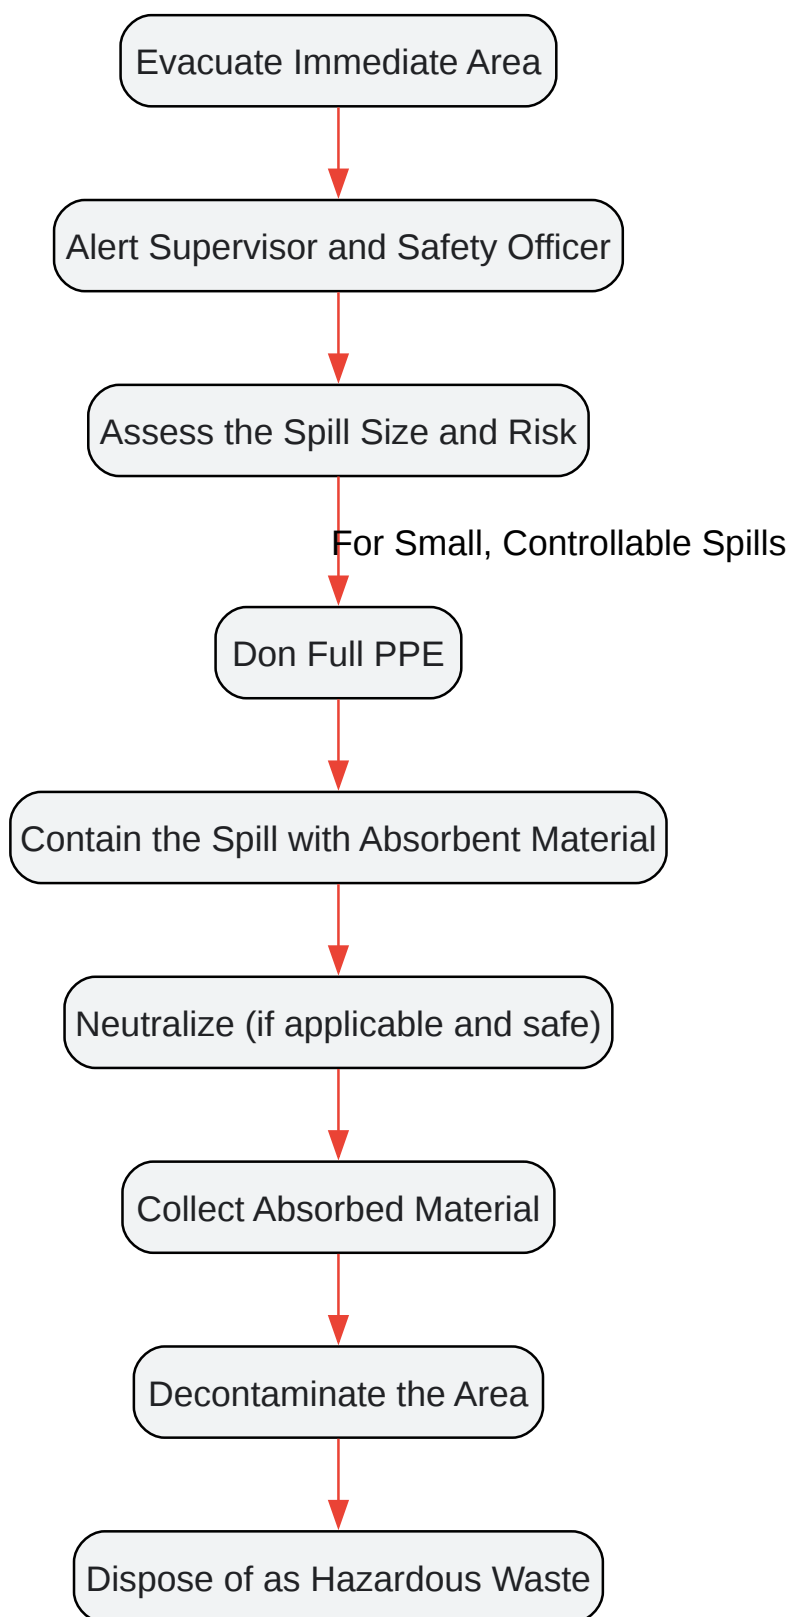 Evacuate Immediate Area
Alert Supervisor and Safety Officer
Assess the Spill Size and Risk
For Small, Controllable Spills
Don Full PPE
Contain the Spill with Absorbent Material
Neutralize (if applicable and safe)
Collect Absorbed Material
Decontaminate the Area
Dispose of as Hazardous Waste